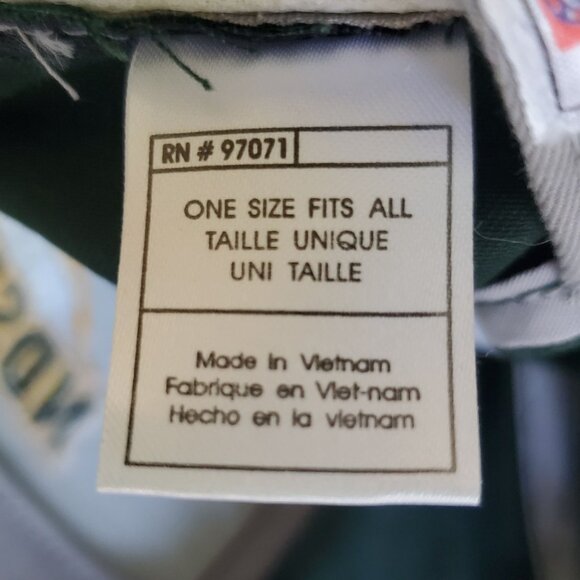 RN # 97071
ONE SIZE FITS ALL
TAILLE UNIQUE
UNI TAILLE
Made in Vietnam
Fabrique en Viet-nam
Hecho en la vietnam